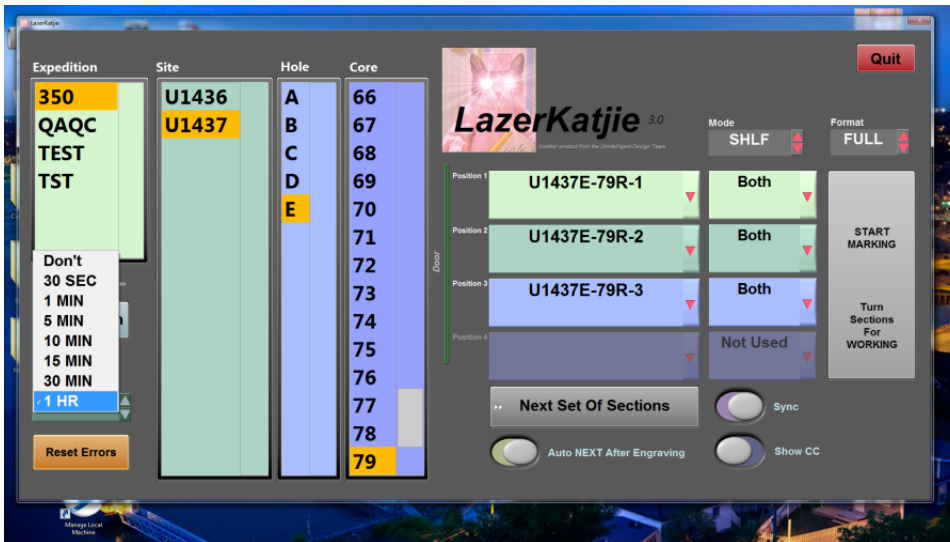 LaserKatjie
Quit
Expedition
Site
Hole
Core
350
QAQC
TEST
TST
U1436
U1437
A
B
C
D
E
66
67
68
69
70
71
72
73
74
75
76
77
78
79
LazerKatjie 3.0
Another product from the Unintelligent Design Team
Mode
SHLF
Format
FULL
Door
Position 1
U1437E-79R-1
Both
Position 2
U1437E-79R-2
Both
Position 3
U1437E-79R-3
Both
Position 4
Not Used
START
MARKING
Turn
Sections
For
WORKING
Don't
30 SEC
1 MIN
5 MIN
10 MIN
15 MIN
30 MIN
1 HR
Reset Errors
Next Set Of Sections
Sync
Auto NEXT After Engraving
Show CC
Manage Local
Machine